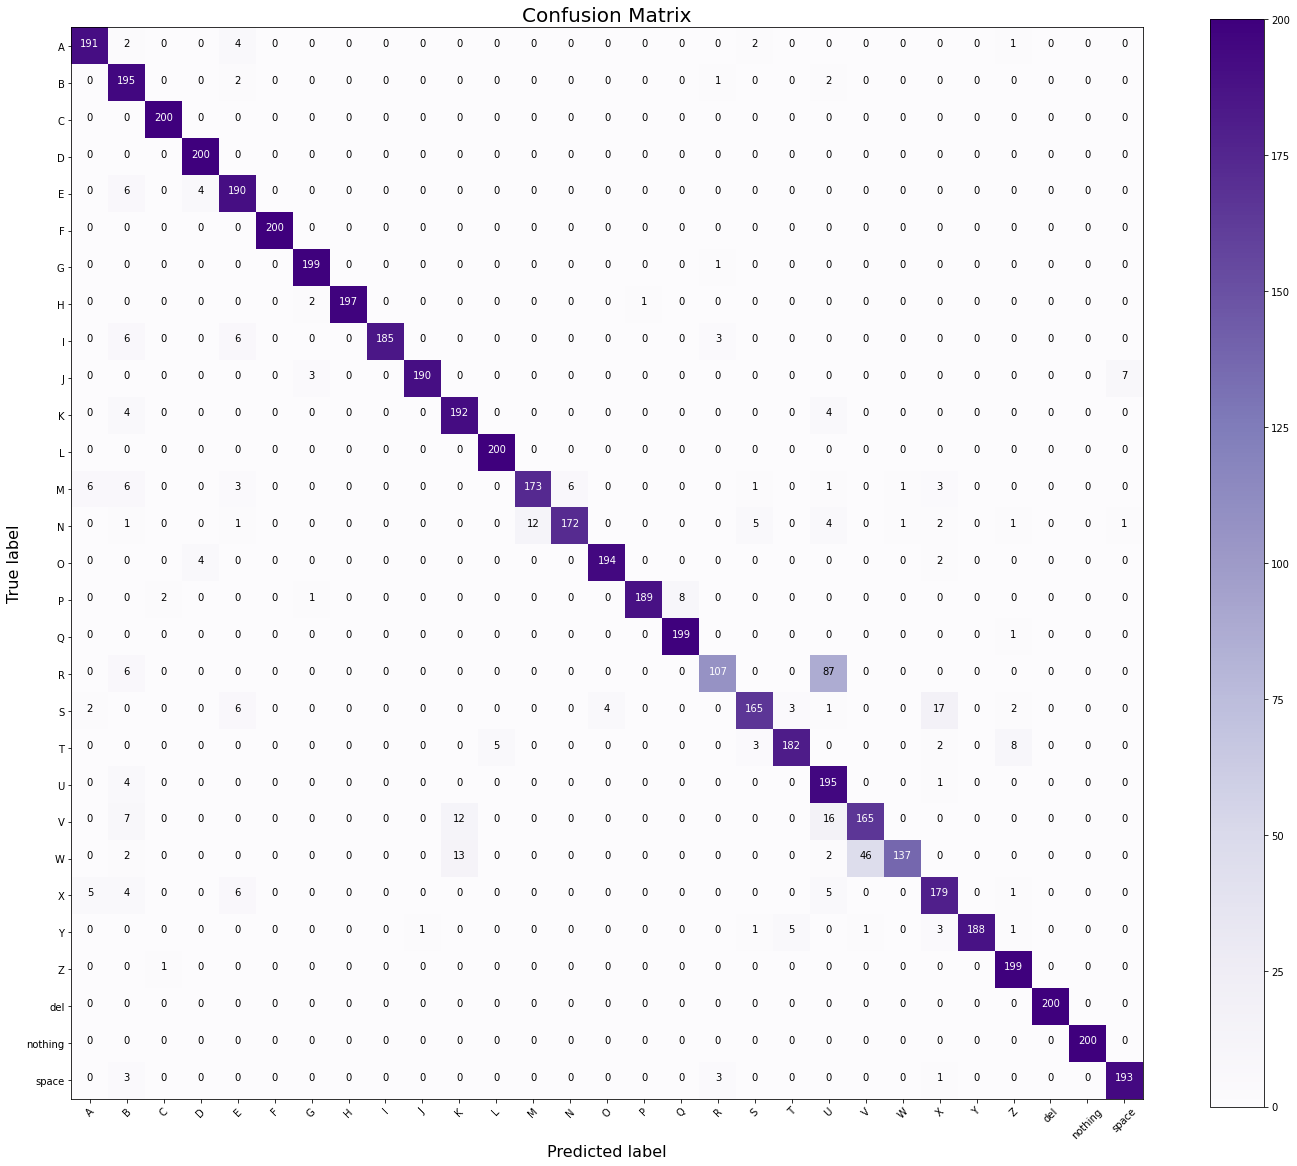 Confusion Matrix
A 191 2 0 0 4 0 0 0 0 0 0 0 0 0 0 0 0 0 2 0 0 0 0 0 0 1 0 0 0
B 0 195 0 0 2 0 0 0 0 0 0 0 0 0 0 0 0 1 0 0 2 0 0 0 0 0 0 0 0
C 0 0 200 0 0 0 0 0 0 0 0 0 0 0 0 0 0 0 0 0 0 0 0 0 0 0 0 0 0
D 0 0 0 200 0 0 0 0 0 0 0 0 0 0 0 0 0 0 0 0 0 0 0 0 0 0 0 0 0
E 0 6 0 4 190 0 0 0 0 0 0 0 0 0 0 0 0 0 0 0 0 0 0 0 0 0 0 0 0
F 0 0 0 0 0 200 0 0 0 0 0 0 0 0 0 0 0 0 0 0 0 0 0 0 0 0 0 0 0
G 0 0 0 0 0 0 199 0 0 0 0 0 0 0 0 0 0 1 0 0 0 0 0 0 0 0 0 0 0
H 0 0 0 0 0 0 2 197 0 0 0 0 0 0 0 1 0 0 0 0 0 0 0 0 0 0 0 0 0
I 0 6 0 0 6 0 0 0 185 0 0 0 0 0 0 0 0 3 0 0 0 0 0 0 0 0 0 0 0
J 0 0 0 0 0 0 3 0 0 190 0 0 0 0 0 0 0 0 0 0 0 0 0 0 0 0 0 0 7
K 0 4 0 0 0 0 0 0 0 0 192 0 0 0 0 0 0 0 0 0 4 0 0 0 0 0 0 0 0
L 0 0 0 0 0 0 0 0 0 0 0 200 0 0 0 0 0 0 0 0 0 0 0 0 0 0 0 0 0
M 6 6 0 0 3 0 0 0 0 0 0 0 173 6 0 0 0 0 1 0 1 0 1 3 0 0 0 0 0
N 0 1 0 0 1 0 0 0 0 0 0 0 12 172 0 0 0 0 5 0 4 0 1 2 0 1 0 0 1
O 0 0 0 4 0 0 0 0 0 0 0 0 0 0 194 0 0 0 0 0 0 0 0 2 0 0 0 0 0
P 0 0 2 0 0 0 1 0 0 0 0 0 0 0 0 189 8 0 0 0 0 0 0 0 0 0 0 0 0
Q 0 0 0 0 0 0 0 0 0 0 0 0 0 0 0 0 199 0 0 0 0 0 0 0 0 1 0 0 0
R 0 6 0 0 0 0 0 0 0 0 0 0 0 0 0 0 0 107 0 0 87 0 0 0 0 0 0 0 0
S 2 0 0 0 6 0 0 0 0 0 0 0 0 0 4 0 0 0 165 3 1 0 0 17 0 2 0 0 0
T 0 0 0 0 0 0 0 0 0 0 0 5 0 0 0 0 0 0 3 182 0 0 0 2 0 8 0 0 0
U 0 4 0 0 0 0 0 0 0 0 0 0 0 0 0 0 0 0 0 0 195 0 0 1 0 0 0 0 0
V 0 7 0 0 0 0 0 0 0 0 12 0 0 0 0 0 0 0 0 0 16 165 0 0 0 0 0 0 0
W 0 2 0 0 0 0 0 0 0 0 13 0 0 0 0 0 0 0 0 0 2 46 137 0 0 0 0 0 0
X 5 4 0 0 6 0 0 0 0 0 0 0 0 0 0 0 0 0 0 0 5 0 0 179 0 1 0 0 0
Y 0 0 0 0 0 0 0 0 0 1 0 0 0 0 0 0 0 0 1 5 0 1 0 3 188 1 0 0 0
Z 0 0 1 0 0 0 0 0 0 0 0 0 0 0 0 0 0 0 0 0 0 0 0 0 0 199 0 0 0
del 0 0 0 0 0 0 0 0 0 0 0 0 0 0 0 0 0 0 0 0 0 0 0 0 0 0 200 0 0
nothing 0 0 0 0 0 0 0 0 0 0 0 0 0 0 0 0 0 0 0 0 0 0 0 0 0 0 0 200 0
space 0 3 0 0 0 0 0 0 0 0 0 0 0 0 0 0 0 3 0 0 0 0 0 1 0 0 0 0 193
A B C D E F G H I J K L M N O P Q R S T U V W X Y Z del nothing space
Predicted label
True label
200
175
150
125
100
75
50
25
0